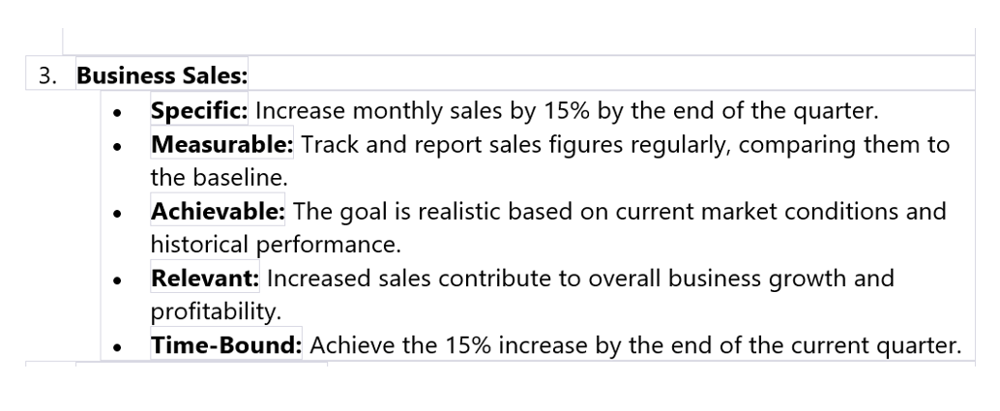 3. Business Sales:
• Specific: Increase monthly sales by 15% by the end of the quarter.
• Measurable: Track and report sales figures regularly, comparing them to
the baseline.
• Achievable: The goal is realistic based on current market conditions and
historical performance.
• Relevant: Increased sales contribute to overall business growth and
profitability.
• Time-Bound: Achieve the 15% increase by the end of the current quarter.